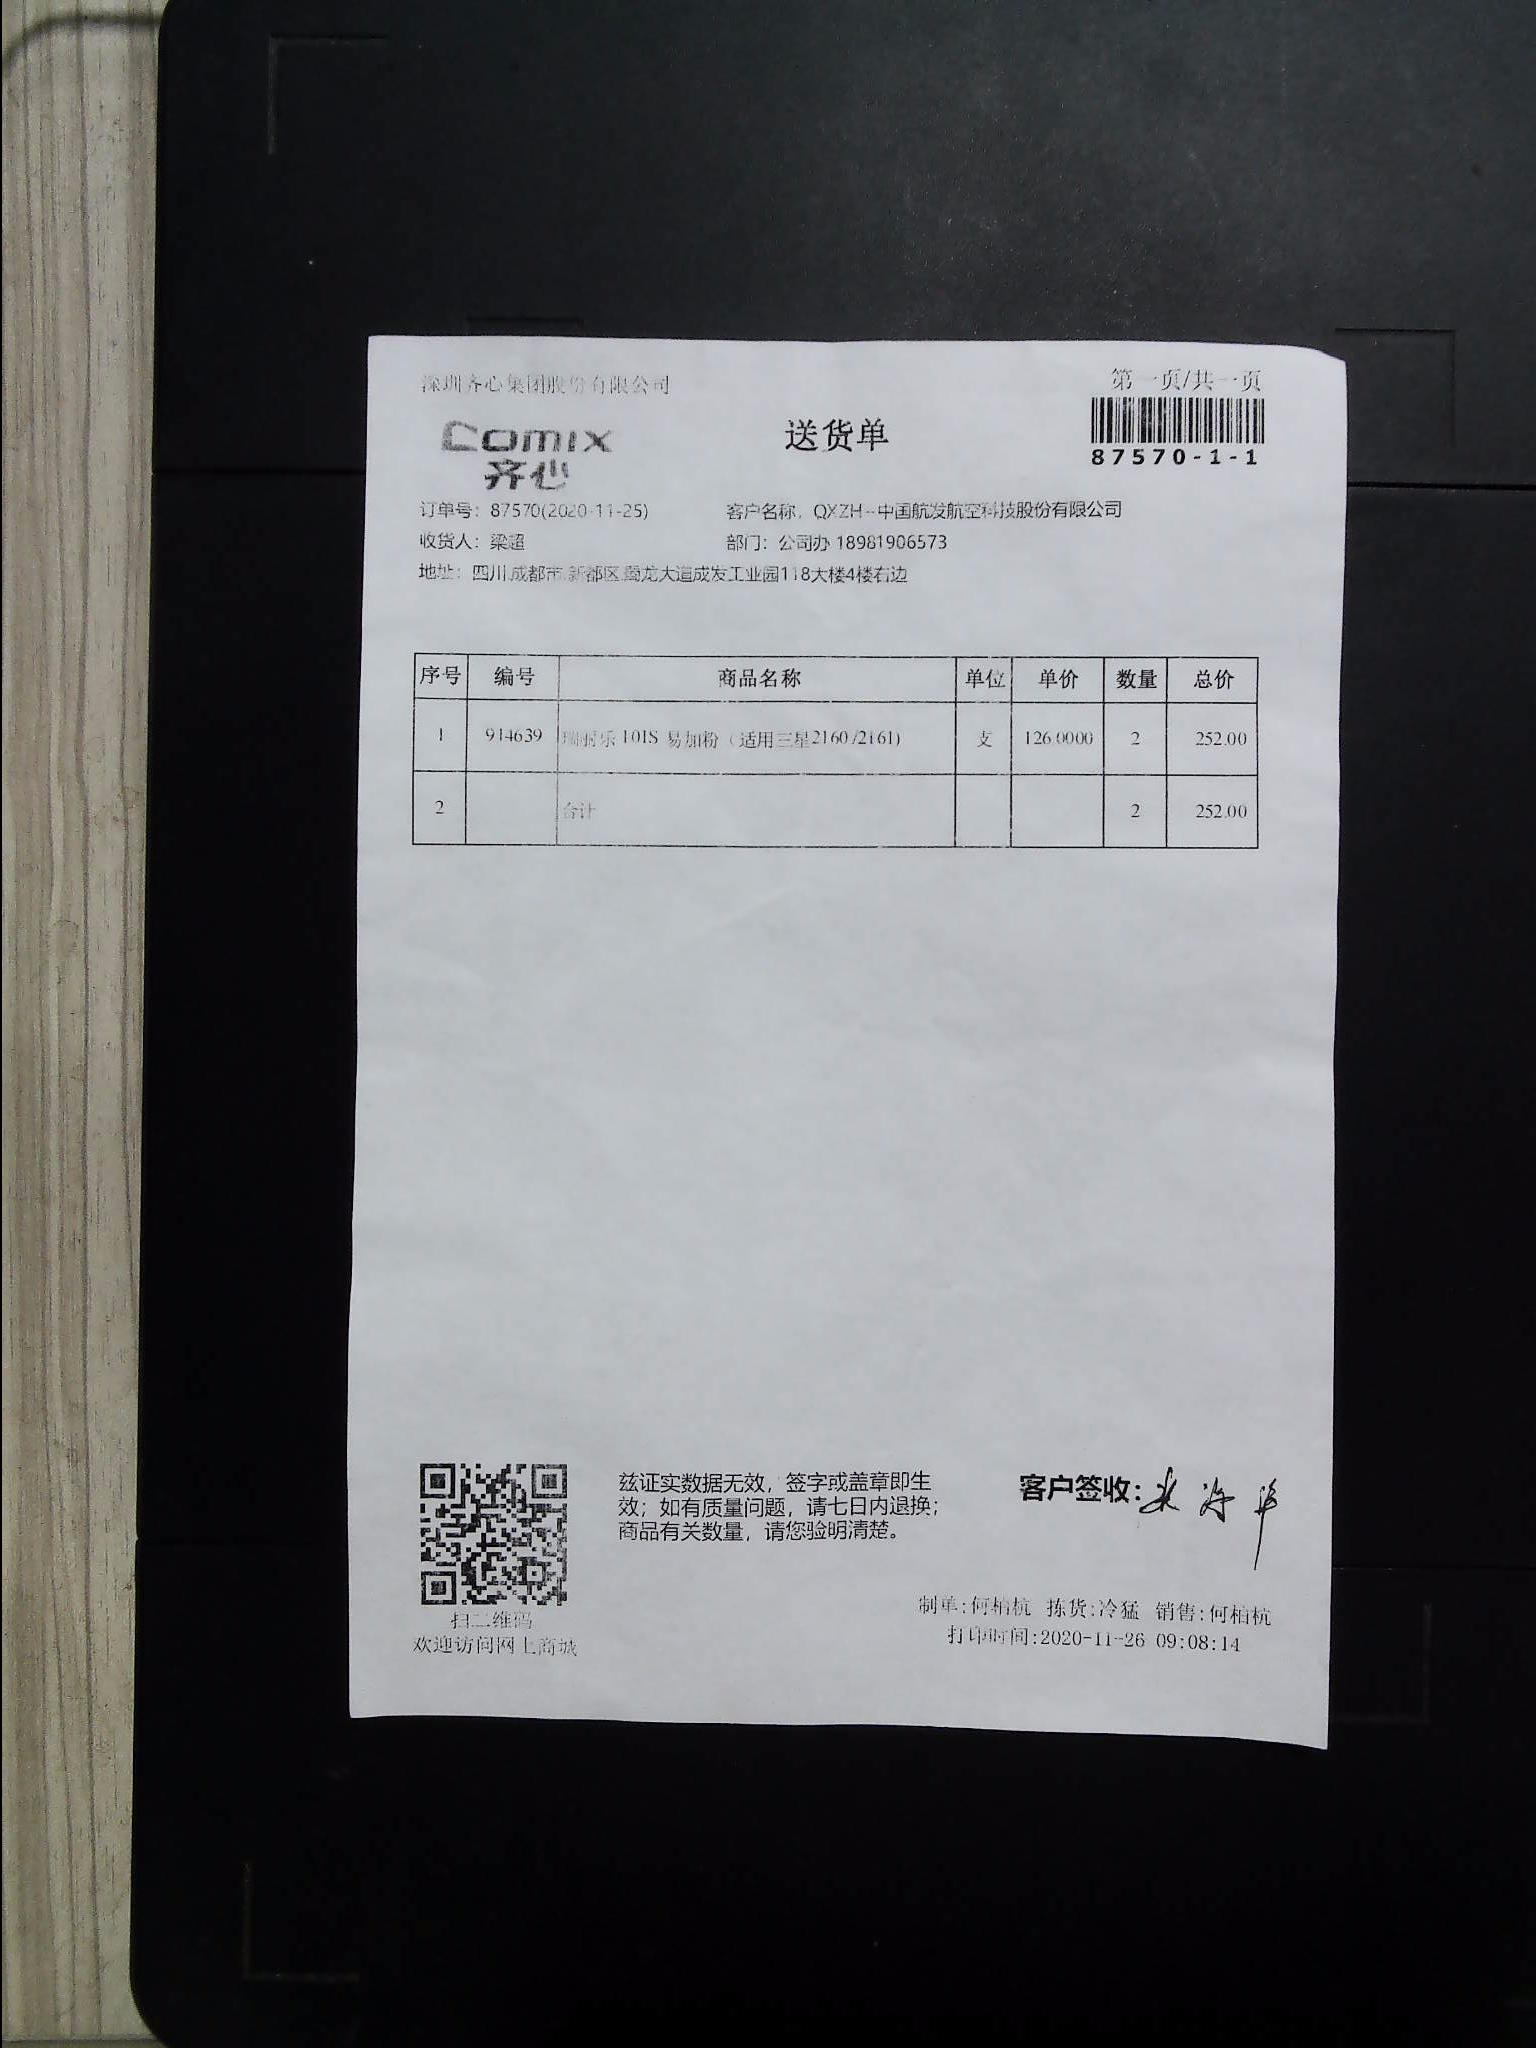 深圳齐心集团股份有限公司
第一页/共一页
comix
齐心
送货单
87570-1-1
订单号: 87570(2020-11-25)
客户名称: QXZH--中国航发航空科技股份有限公司
收货人: 梁超
部门: 公司办 18981906573
地址: 四川,成都市,新都区,蜀龙大道成发工业园118大楼4楼右边
序号 编号 商品名称 单位 单价 数量 总价
1 914639 101S 易加粉 (适用三星2160/2161) 支 126.0000 2 252.00
2 合计 2 252.00
兹证实数据无效，签字或盖章即生
效；如有质量问题，请七日内退换；
商品有关数量，请您验明清楚。
客户签收:
扫二维码
欢迎访问网上商城
制单:何柏杭 拣货:冷猛 销售:何柏杭
打印时间:2020-11-26 09:08:14